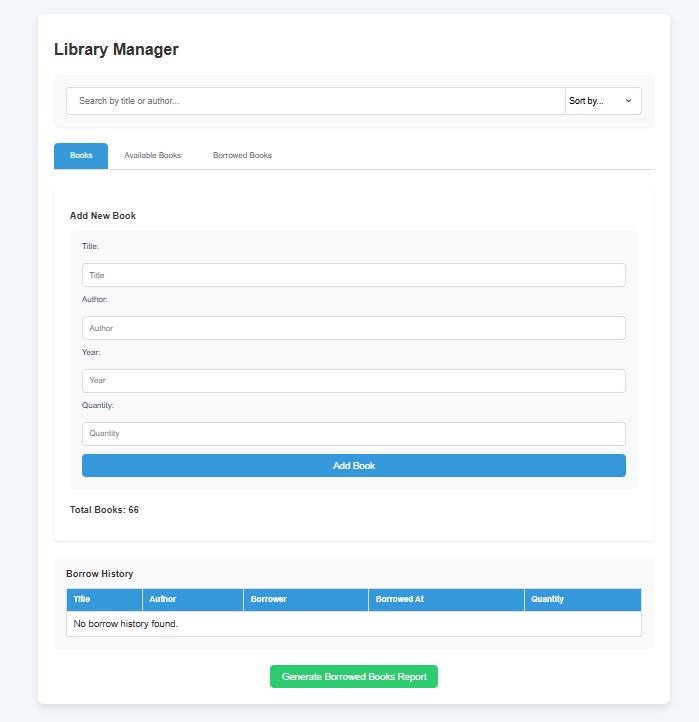 Library Manager
Search by title or author...
Sort by...
Books Available Books Borrowed Books
Add New Book
Title:
Title
Author:
Author
Year:
Year
Quantity:
Quantity
Add Book
Total Books: 66
Borrow History
Title Author Borrower Borrowed At Quantity
No borrow history found.
Generate Borrowed Books Report